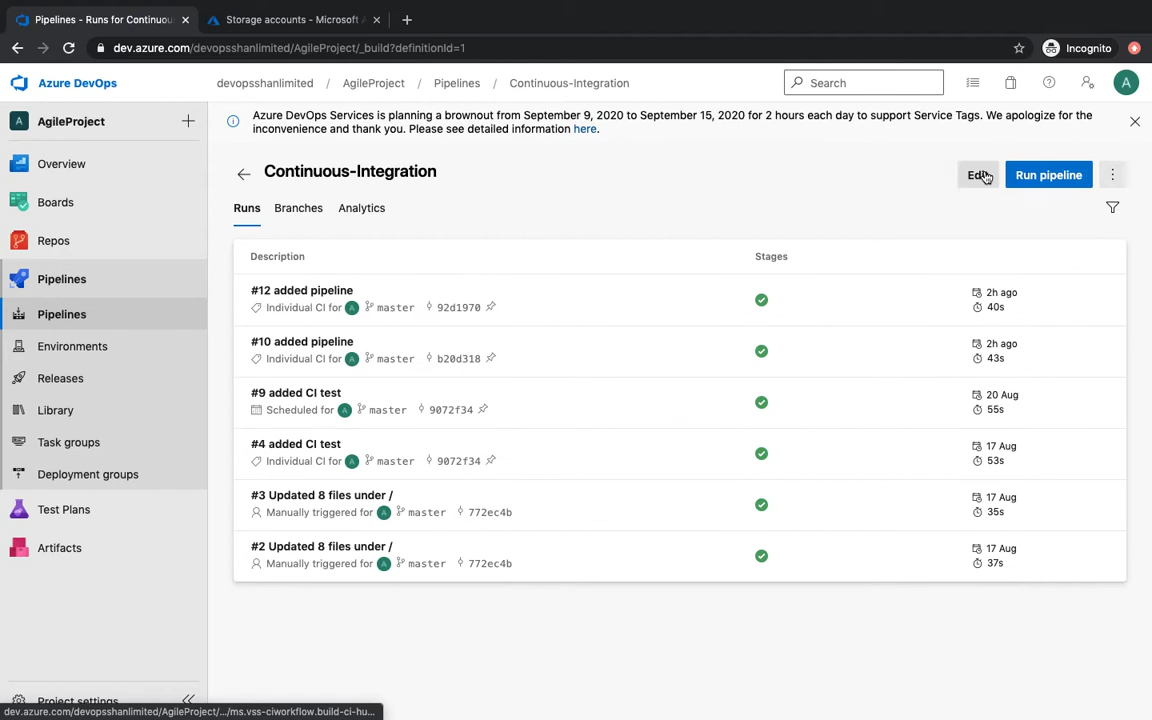 Pipelines - Runs for Continuous
Storage accounts - Microsoft A
dev.azure.com/devopsshanlimited/AgileProject/_build?definitionId=1
Incognito
Azure DevOps
devopsshanlimited / AgileProject / Pipelines / Continuous-Integration
Search
A
A AgileProject
Azure DevOps Services is planning a brownout from September 9, 2020 to September 15, 2020 for 2 hours each day to support Service Tags. We apologize for the
inconvenience and thank you. Please see detailed information here.
Overview
Boards
Repos
Pipelines
Pipelines
Environments
Releases
Library
Task groups
Deployment groups
Test Plans
Artifacts
Project settings
Continuous-Integration
Edit
Run pipeline
Runs
Branches
Analytics
Description
Stages
#12 added pipeline
Individual CI for A master 92d1970
2h ago
40s
#10 added pipeline
Individual CI for A master b20d318
2h ago
43s
#9 added CI test
Scheduled for A master 9072f34
20 Aug
55s
#4 added CI test
Individual CI for A master 9072f34
17 Aug
53s
#3 Updated 8 files under /
Manually triggered for A master 772ec4b
17 Aug
35s
#2 Updated 8 files under /
Manually triggered for A master 772ec4b
17 Aug
37s
dev.azure.com/devopsshanlimited/AgileProject/.../ms.vss-ciworkflow.build-ci-hu...